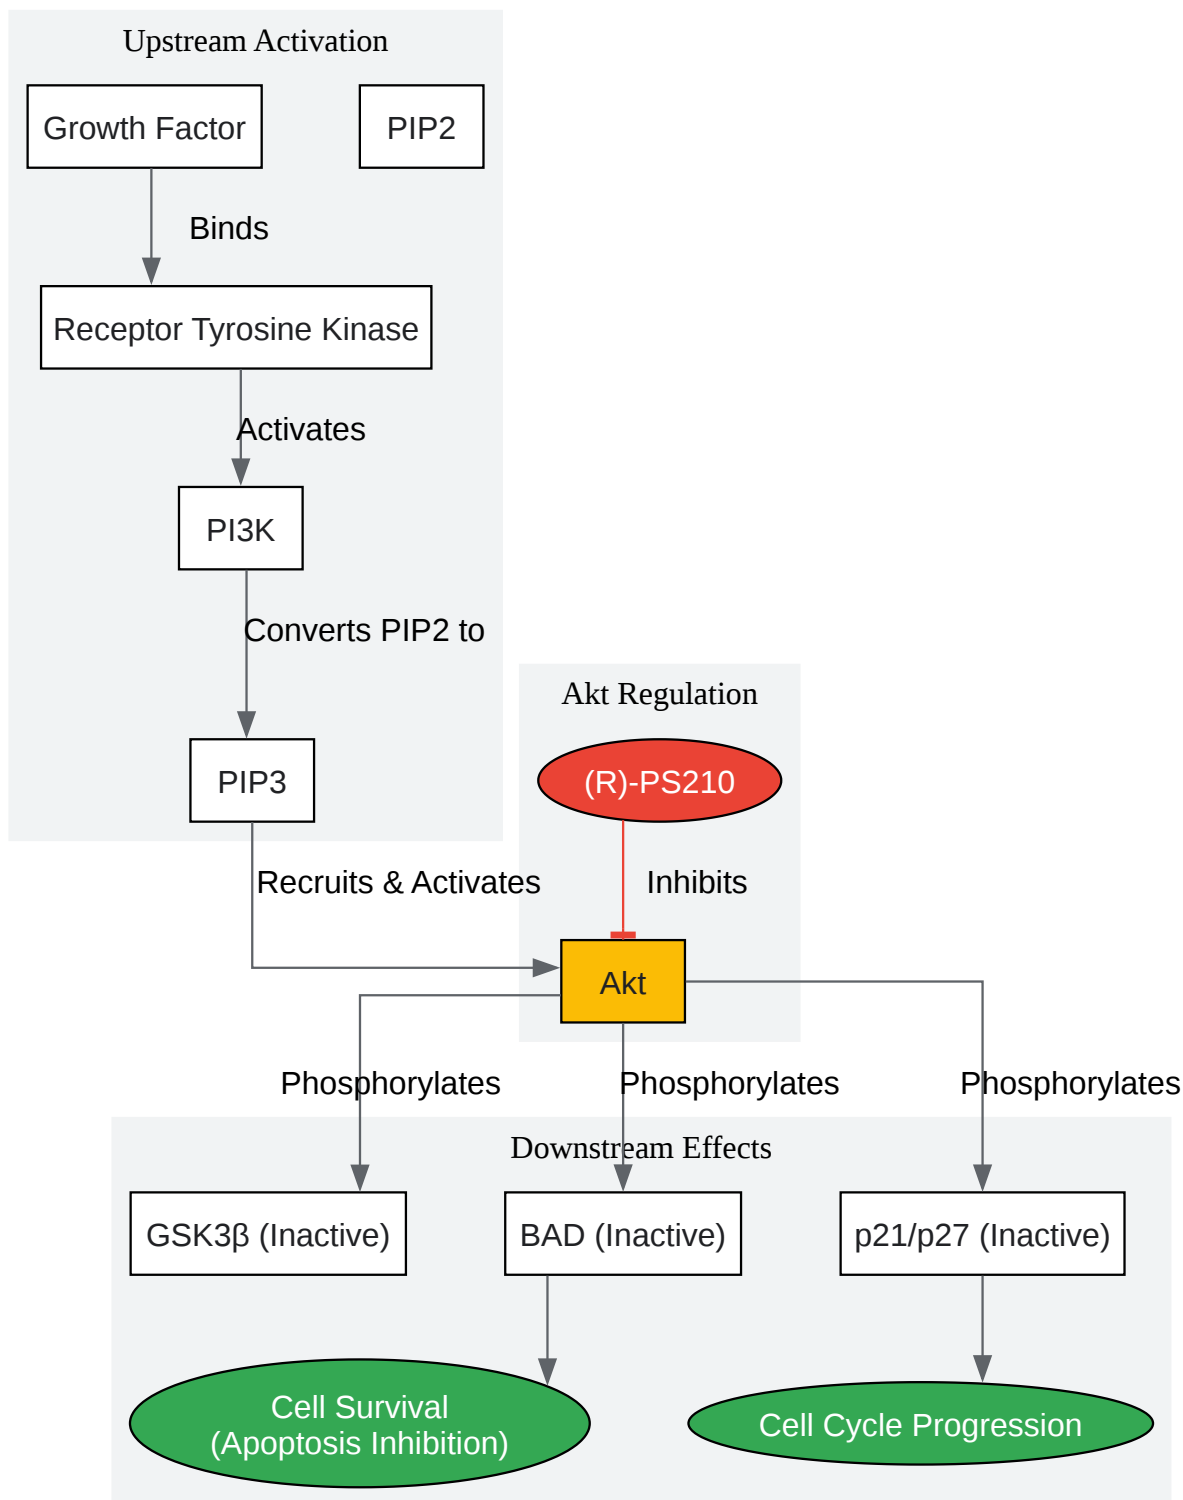 Upstream Activation
Growth Factor
PIP2
Binds
Receptor Tyrosine Kinase
Activates
PI3K
Converts PIP2 to
Akt Regulation
PIP3
(R)-PS210
Recruits & Activates
Inhibits
Akt
Phosphorylates
Phosphorylates
Phosphorylates
Downstream Effects
GSK3β (Inactive)
BAD (Inactive)
p21/p27 (Inactive)
Cell Survival
(Apoptosis Inhibition)
Cell Cycle Progression